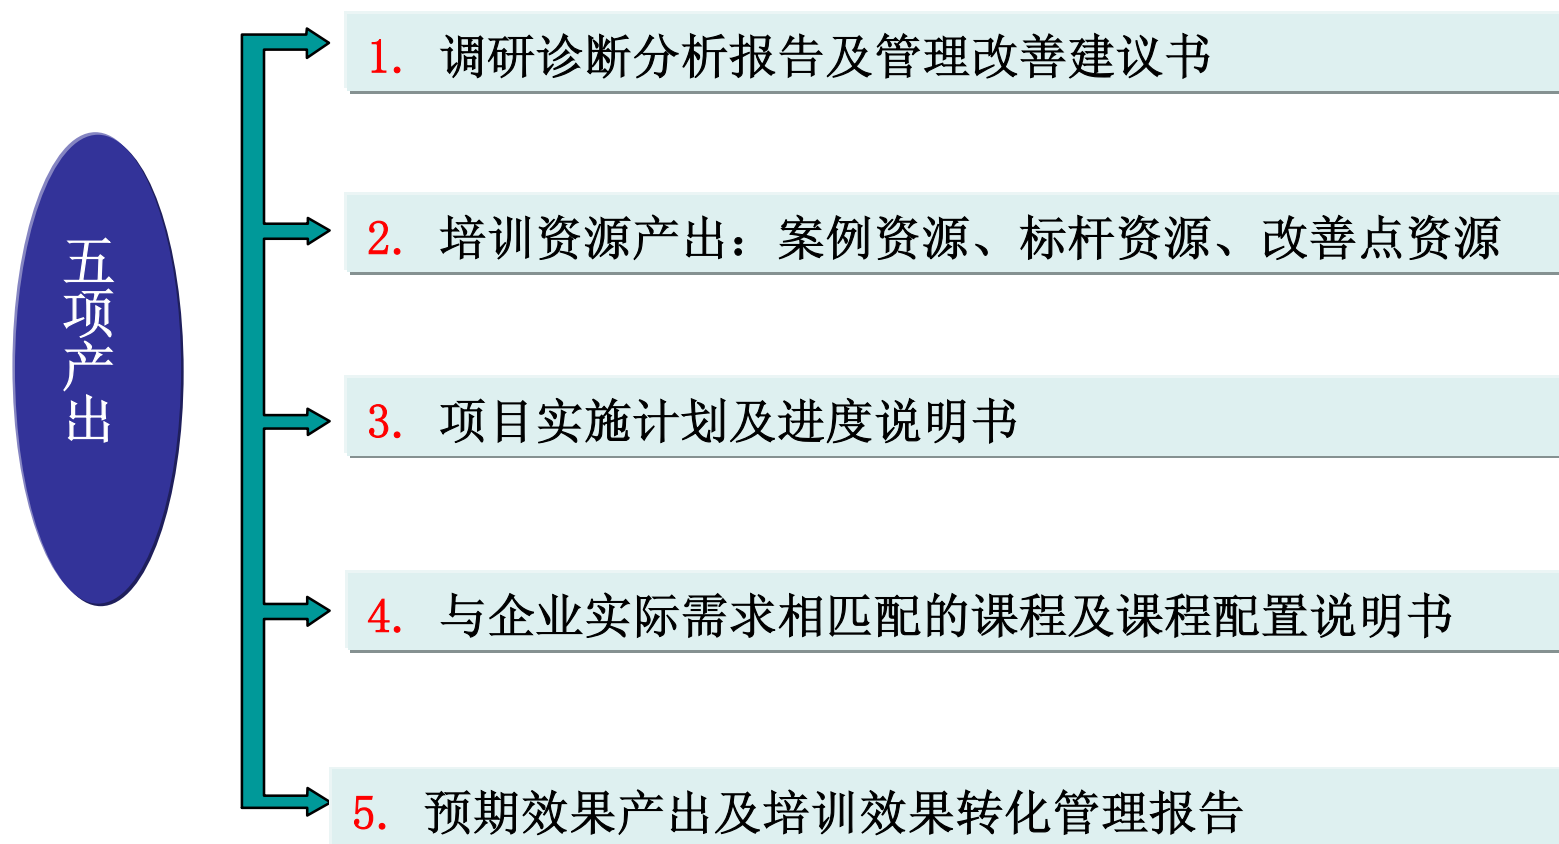 五项产出
1. 调研诊断分析报告及管理改善建议书
2. 培训资源产出：案例资源、标杆资源、改善点资源
3. 项目实施计划及进度说明书
4. 与企业实际需求相匹配的课程及课程配置说明书
5. 预期效果产出及培训效果转化管理报告